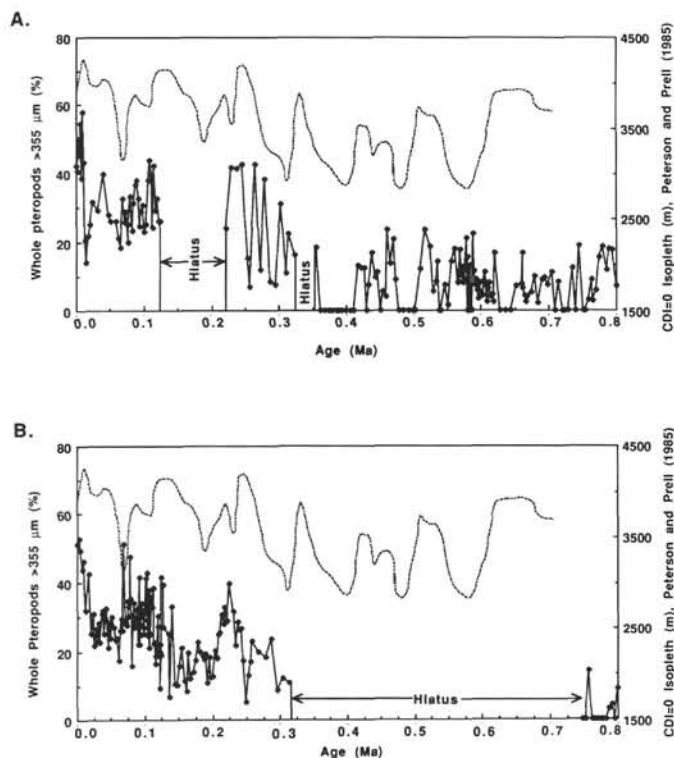 A.
Whole pteropods >355 µm (%)
80
60
40
20
0
4500
3500
2500
1500
CDI=0 Isopleth (m), Peterson and Prell (1985)
Hiatus
Hiatus
0.0 0.1 0.2 0.3 0.4 0.5 0.6 0.7 0.8
Age (Ma)
B.
Whole Pteropods >355 µm (%)
80
60
40
20
0
4500
3500
2500
1500
CDI=0 Isopleth (m), Peterson and Prell (1985)
Hiatus
0.0 0.1 0.2 0.3 0.4 0.5 0.6 0.7 0.8
Age (Ma)